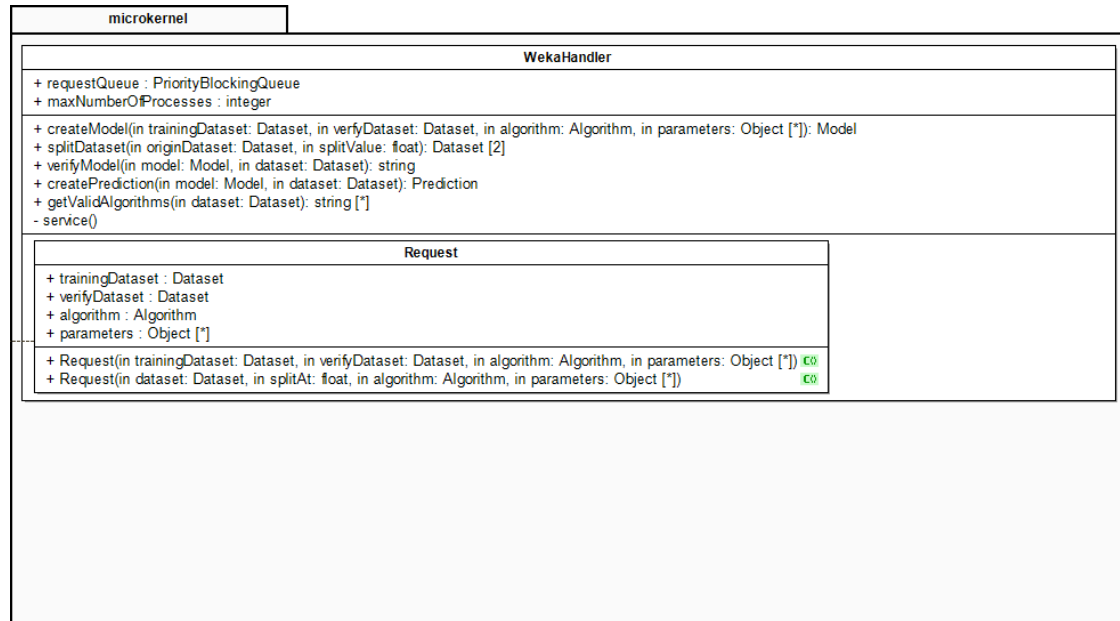 microkernel
WekaHandler
+ requestQueue : PriorityBlockingQueue
+ maxNumberOfProcesses : integer
+ createModel(in trainingDataset: Dataset, in verfyDataset: Dataset, in algorithm: Algorithm, in parameters: Object [*]): Model
+ splitDataset(in originDataset: Dataset, in splitValue: float): Dataset [2]
+ verifyModel(in model: Model, in dataset: Dataset): string
+ createPrediction(in model: Model, in dataset: Dataset): Prediction
+ getValidAlgorithms(in dataset: Dataset): string [*]
- service()
Request
+ trainingDataset : Dataset
+ verifyDataset : Dataset
+ algorithm : Algorithm
+ parameters : Object [*]
+ Request(in trainingDataset: Dataset, in verifyDataset: Dataset, in algorithm: Algorithm, in parameters: Object [*]) C()
+ Request(in dataset: Dataset, in splitAt: float, in algorithm: Algorithm, in parameters: Object [*]) C()